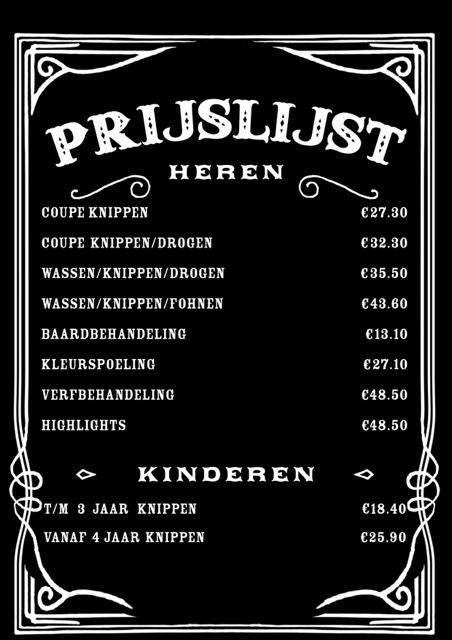 PRIJSLIJST
HEREN
COUPE KNIPPEN €27.30
COUPE KNIPPEN/DROGEN €32.30
WASSEN/KNIPPEN/DROGEN €35.50
WASSEN/KNIPPEN/FOHNEN €43.60
BAARDBEHANDELING €13.10
KLEURSPOELING €27.10
VERFBEHANDELING €48.50
HIGHLIGHTS €48.50
KINDEREN
T/M 3 JAAR KNIPPEN €18.40
VANAF 4 JAAR KNIPPEN €25.90